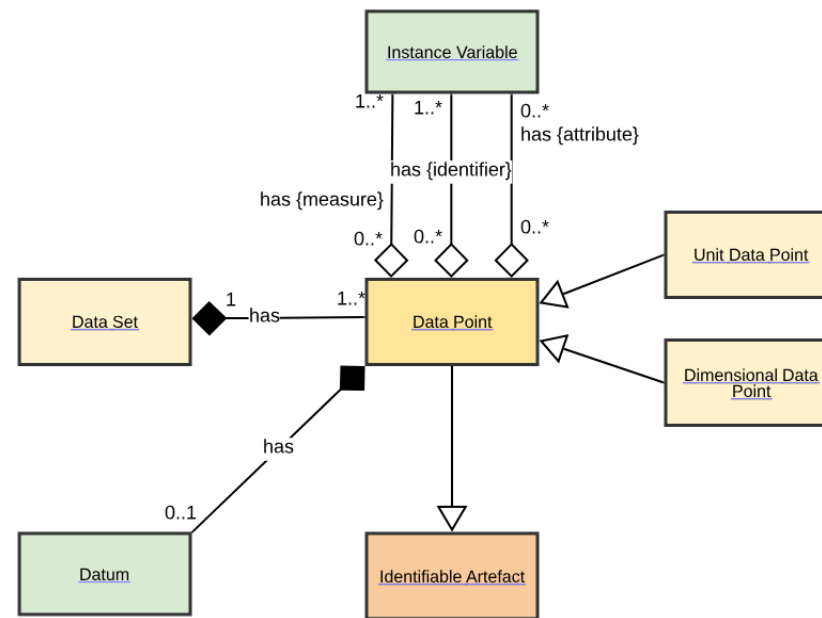 Instance Variable
1..*
1..*
0..*
has {attribute}
has {identifier}
has {measure}
0..*
0..*
0..*
Unit Data Point
Data Set
1
has
1..*
Data Point
Dimensional Data
Point
has
0..1
Datum
Identifiable Artefact